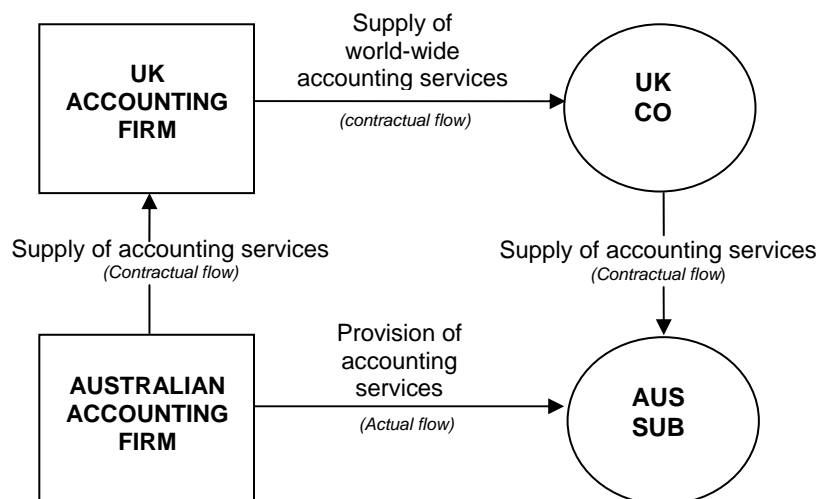 Supply of
world-wide
accounting services
(contractual flow)
UK
ACCOUNTING
FIRM
UK
CO
Supply of accounting services
(Contractual flow)
Supply of accounting services
(Contractual flow)
Provision of
accounting
services
(Actual flow)
AUSTRALIAN
ACCOUNTING
FIRM
AUS
SUB